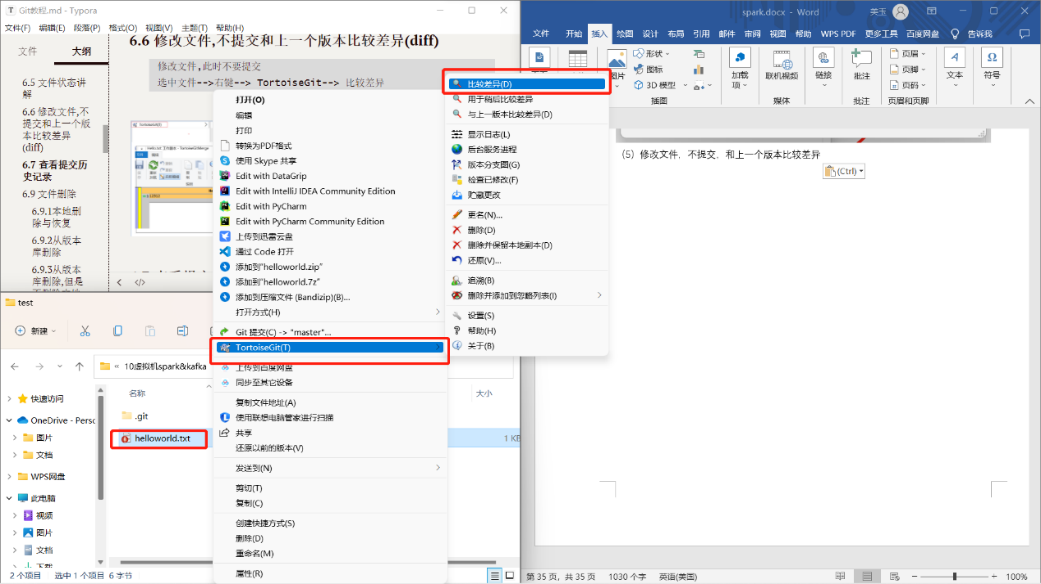 Git教程.md - Typora
文件(F) 编辑(E) 段落(P) 格式(O) 视图(V) 主题(T) 帮助(H)
文件 大纲
6.5 文件状态讲
解
6.6 修改文件,不
提交和上一个版
本比较差异
(diff)
6.7 查看提交历
史记录
6.9 文件删除
6.9.1本地删
除与恢复
6.9.2从版本
库删除
6.9.3从版本
库删除,但是
6.6 修改文件,不提交和上一个版本比较差异(diff)
修改文件,此时不要提交
选中文件-->右键--> TortoiseGit--> 比较差异
打开(O)
编辑
打印
转换为PDF格式
使用 Skype 共享
Edit with DataGrip
Edit with IntelliJ IDEA Community Edition
Edit with PyCharm
Edit with PyCharm Community Edition
上传到迅雷云盘
通过 Code 打开
添加到"helloworld.zip"
添加到"helloworld.7z"
添加到压缩文件 (Bandizip)(B)...
打开方式(H)
Git 提交(C) -> "master"...
TortoiseGit(T)
上传到百度网盘
同步至其它设备
复制文件地址(A)
使用联想电脑管家进行扫描
共享
还原以前的版本(V)
发送到(N)
剪切(T)
复制(C)
创建快捷方式(S)
删除(D)
重命名(M)
属性(R)
比较差异(D)
用于稍后比较差异
与上一版本比较差异(D)
显示日志(L)
后台服务进程
版本分支图(G)
检查已修改(F)
贮藏更改
更名(N)...
删除(D)
删除并保留本地副本(D)
还原(V)...
追溯(B)
删除并添加到忽略列表(I)
设置(S)
帮助(H)
关于(B)
test
新建
« 10虚拟机spark&kafka
名称 大小
快速访问
OneDrive - Perso
图片
文档
WPS网盘
此电脑
视频
图片
文档
下载
.git
helloworld.txt 1 KB
2 个项目 选中 1 个项目 6 字节
spark.docx - Word
文件 开始 插入 绘图 设计 布局 引用 邮件 审阅 视图 帮助 WPS PDF 更多工具 百度网盘 告诉我
形状
图标
3D 模型
图片
插图
加载
项
联机视频
媒体
链接
批注
批注
页眉
页脚
页码
页眉和页脚
文本
符号
(5) 修改文件,不提交,和上一个版本比较差异
(Ctrl)
第 35 页,共 35 页 1030 个字 英语(美国) 100%